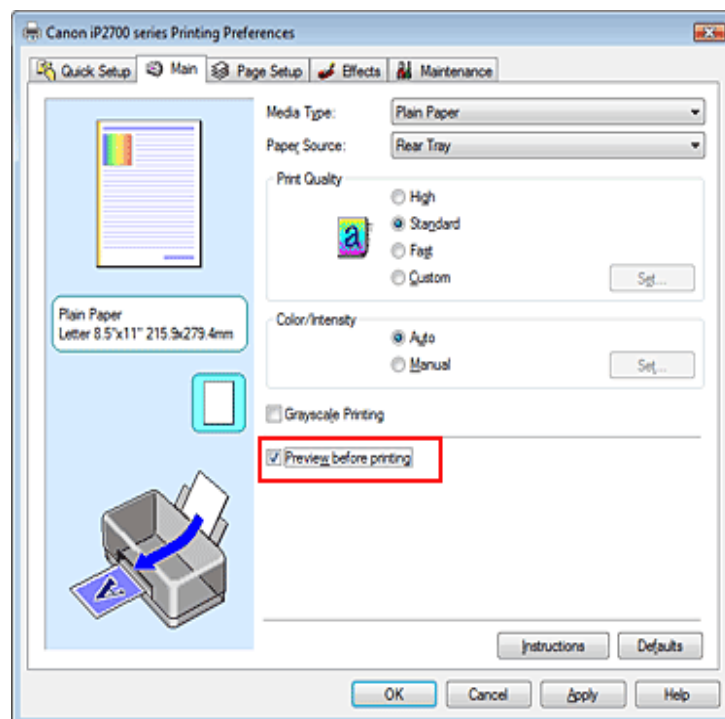 Canon iP2700 series Printing Preferences
Quick Setup Main Page Setup Effects Maintenance
Media Type: Plain Paper
Paper Source: Rear Tray
Print Quality
High
a Standard
Fast
Custom Set...
Plain Paper
Letter 8.5"x11" 215.9x279.4mm
Color/Intensity
Auto
Manual Set...
Grayscale Printing
Preview before printing
A
Instructions Defaults
OK Cancel Apply Help